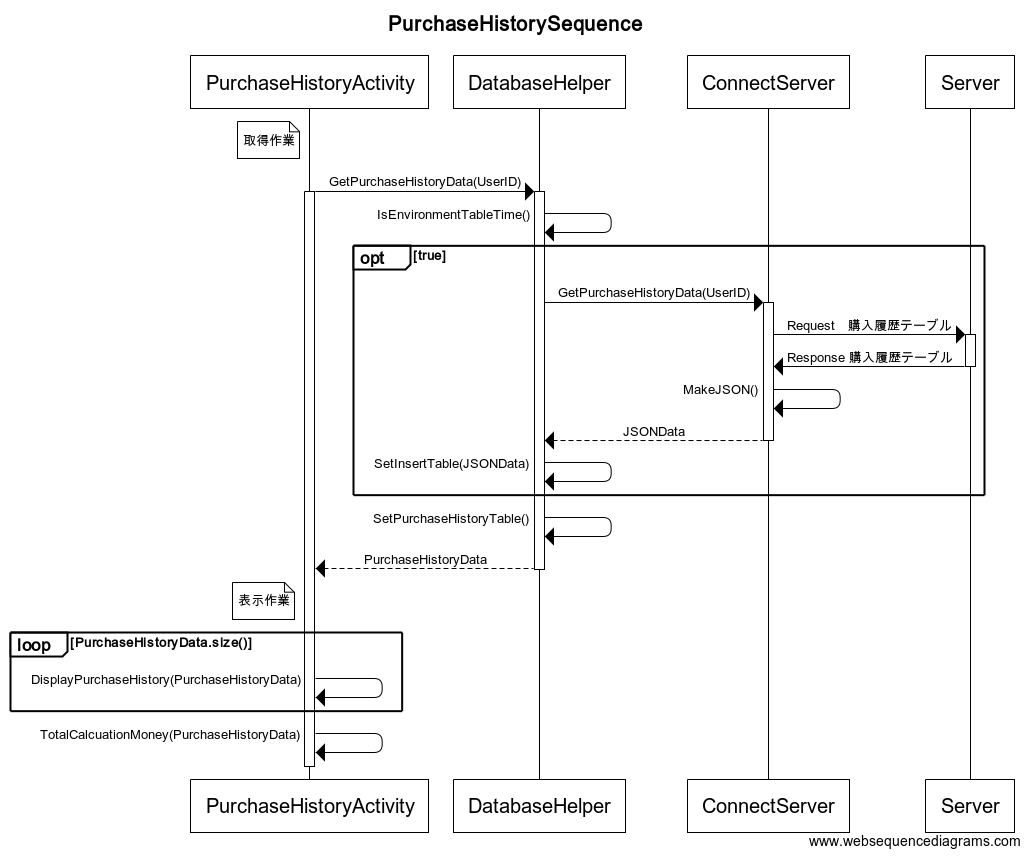 PurchaseHistorySequence
PurchaseHistoryActivity
DatabaseHelper
ConnectServer
Server
取得作業
GetPurchaseHistoryData(UserID)
IsEnvironmentTableTime()
opt
[true]
GetPurchaseHistoryData(UserID)
Request　購入履歴テーブル
Response 購入履歴テーブル
MakeJSON()
JSONData
SetInsertTable(JSONData)
SetPurchaseHistoryTable()
PurchaseHistoryData
表示作業
loop
[PurchaseHistoryData.size()]
DisplayPurchaseHistory(PurchaseHistoryData)
TotalCalcuationMoney(PurchaseHistoryData)
PurchaseHistoryActivity
DatabaseHelper
ConnectServer
Server
www.websequencediagrams.com